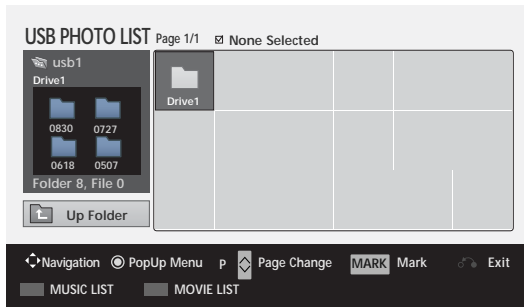 USB PHOTO LIST Page 1/1 None Selected
usb1
Drive1
0830 0727
0618 0507
Folder 8, File 0
Up Folder
Drive1
Navigation PopUp Menu P Page Change MARK Mark Exit
MUSIC LIST MOVIE LIST